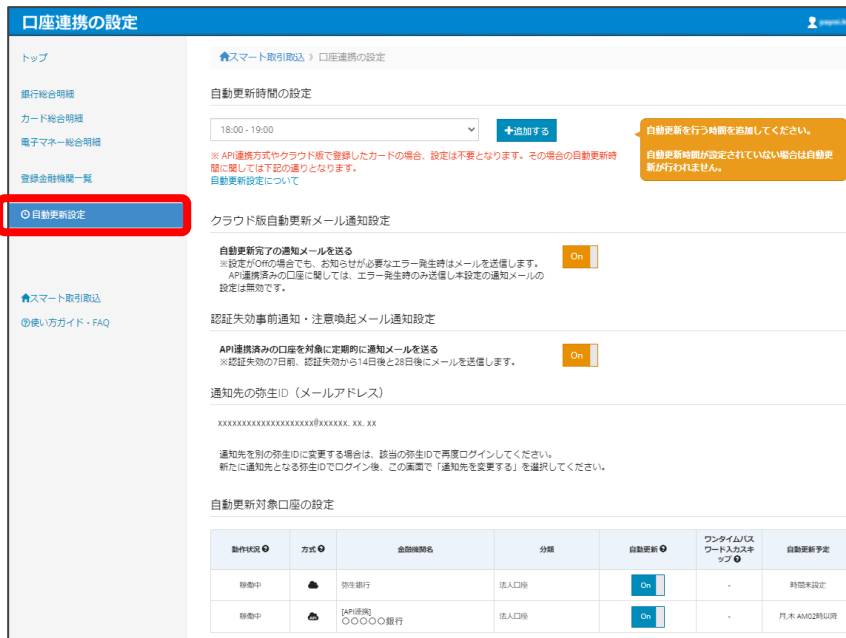 口座連携の設定
トップ
銀行総合明細
カード総合明細
電子マネー総合明細
登録金融機関一覧
自動更新設定
スマート取引取込
使い方ガイド・FAQ
スマート取引取込 》 口座連携の設定
自動更新時間の設定
18:00 - 19:00
+追加する
自動更新を行う時間を追加してください。
自動更新時間が設定されていない場合は自動更
新が行われません。
※ API連携方式やクラウド版で登録したカードの場合、設定は不要となります。その場合の自動更新時
間に関しては下記の通りとなります。
自動更新設定について
クラウド版自動更新メール通知設定
自動更新完了の通知メールを送る
On
※設定がOffの場合でも、お知らせが必要なエラー発生時はメールを送信します。
API連携済みの口座に関しては、エラー発生時のみ送信し本設定の通知メールの
設定は無効です。
認証失効事前通知・注意喚起メール通知設定
API連携済みの口座を対象に定期的に通知メールを送る
On
※認証失効の7日前、認証失効から14日後と28日後にメールを送信します。
通知先の弥生ID（メールアドレス）
xxxxxxxxxxxxxxxxxxxx@xxxxxx. xx. xx
通知先を別の弥生IDに変更する場合は、該当の弥生IDで再度ログインしてください。
新たに通知先となる弥生IDでログイン後、この画面で「通知先を変更する」を選択してください。
自動更新対象口座の設定
動作状況 方式 金融機関名 分類 自動更新 ワンタイムパスワード入力スキップ 自動更新予定
稼働中 弥生銀行 法人口座 On - 時間未設定
稼働中 [API連携] 〇〇〇〇〇銀行 法人口座 On - 月,木 AM02時以降